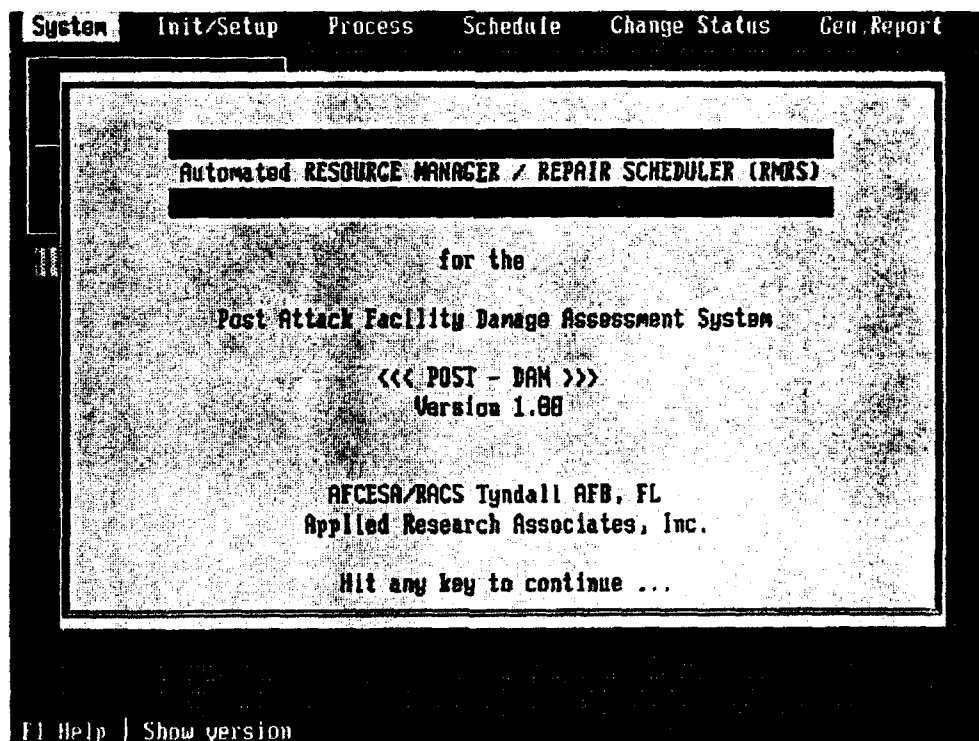 System Init/Setup Process Schedule Change Status Gen.Report
Automated RESOURCE MANAGER / REPAIR SCHEDULER (RMRS)
for the
Post Attack Facility Damage Assessment System
<<< POST - DAM >>>
Version 1.00
AFCESA/RACS Tyndall AFB, FL
Applied Research Associates, Inc.
Hit any key to continue ...
F1 Help | Show version